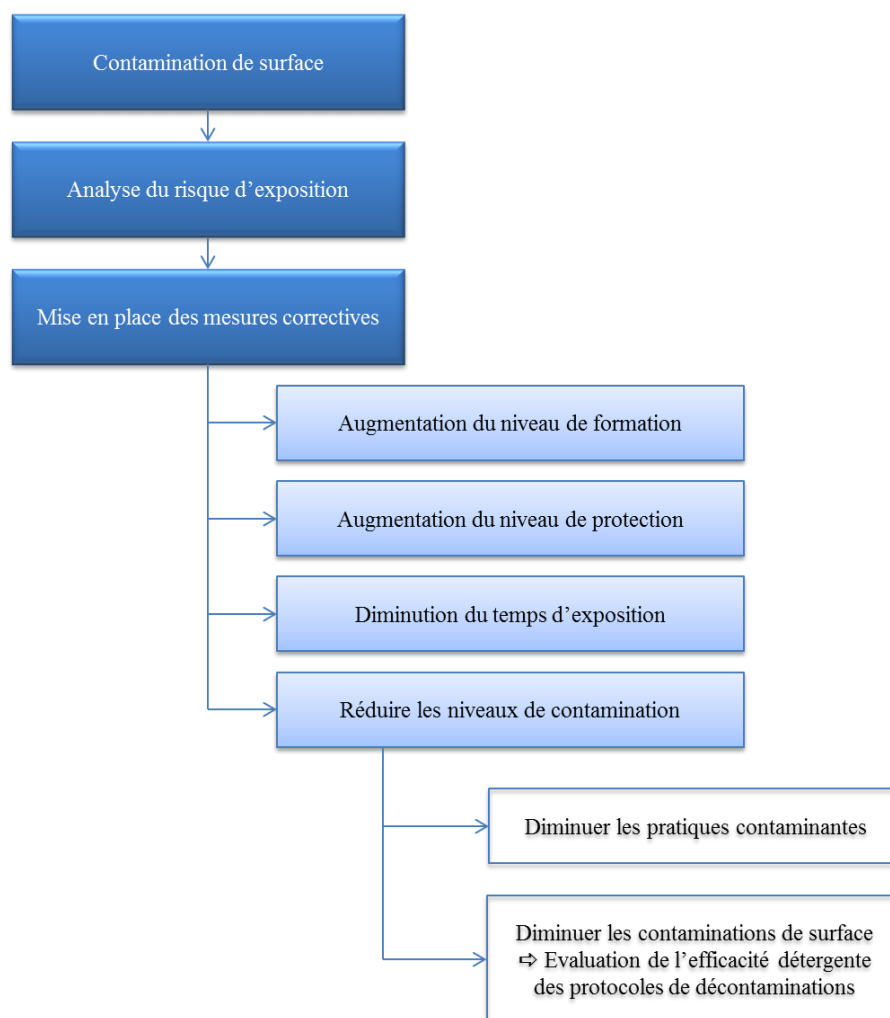 Contamination de surface
Analyse du risque d’exposition
Mise en place des mesures correctives
Augmentation du niveau de formation
Augmentation du niveau de protection
Diminution du temps d’exposition
Réduire les niveaux de contamination
Diminuer les pratiques contaminantes
Diminuer les contaminations de surface
⇨ Evaluation de l’efficacité détergente
des protocoles de décontaminations